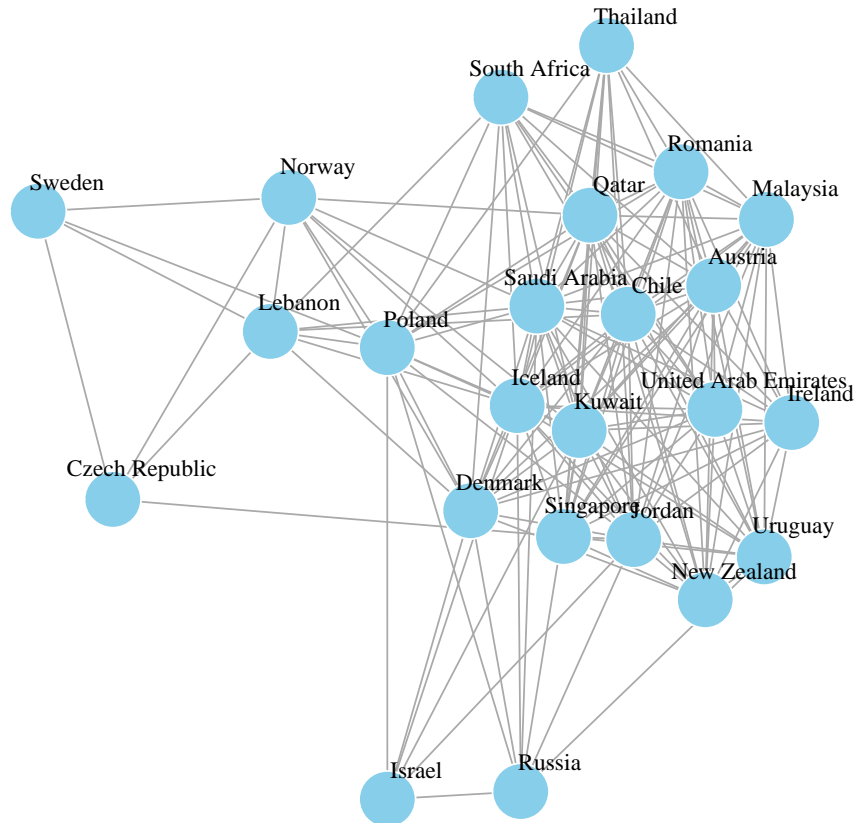 Thailand
South Africa
Romania
Norway
Sweden
Qatar
Malaysia
Austria
Saudi Arabia
Chile
Lebanon
Poland
Iceland
United Arab Emirates
Ireland
Kuwait
Czech Republic
Denmark
Singapore
Jordan
Uruguay
New Zealand
Israel
Russia